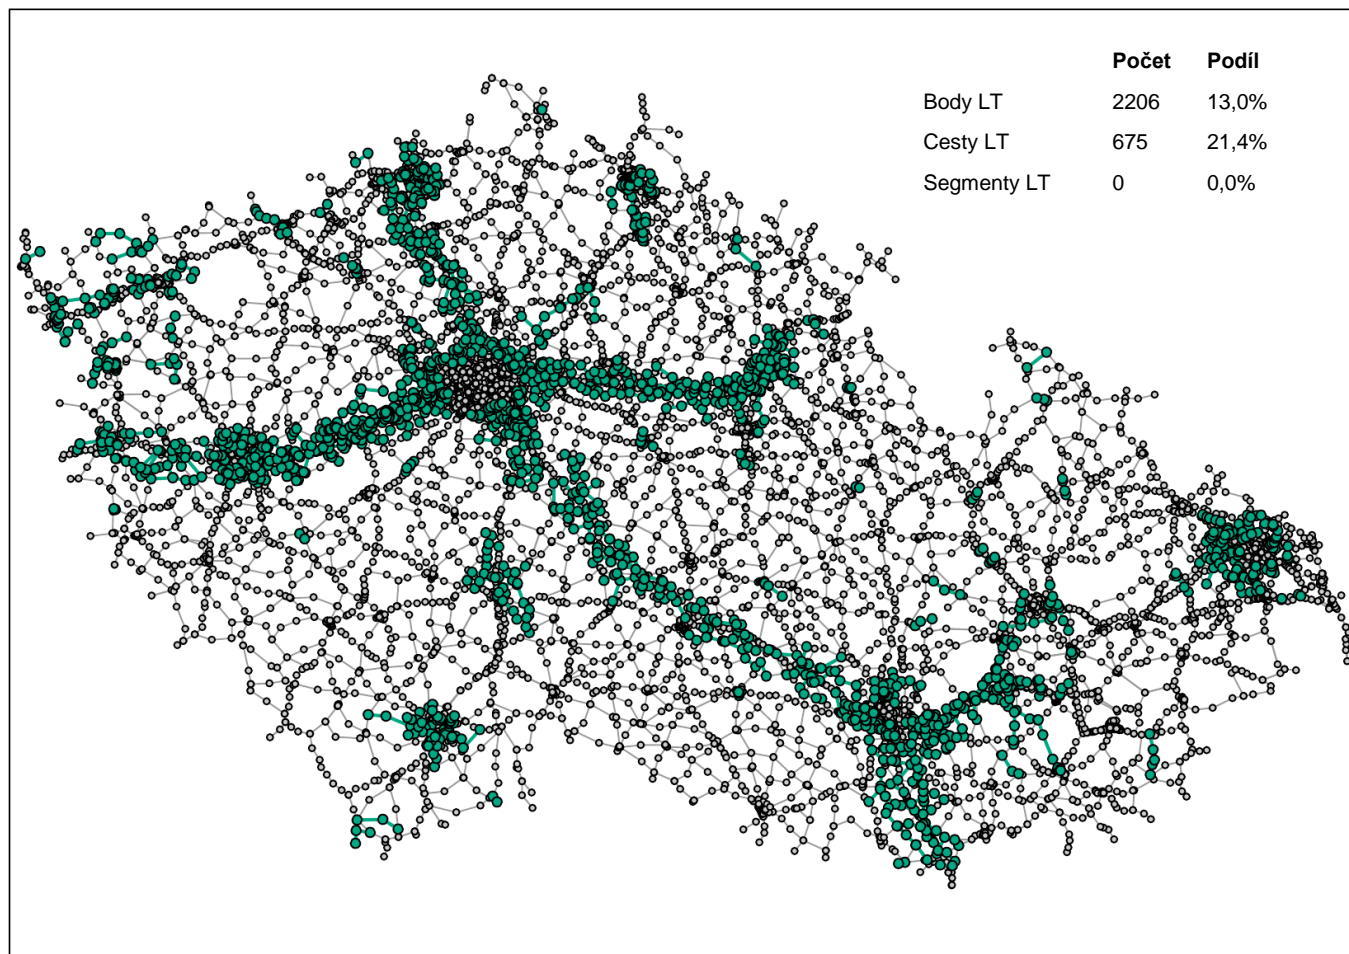 Počet Podíl
Body LT 2206 13,0%
Cesty LT 675 21,4%
Segmenty LT 0 0,0%